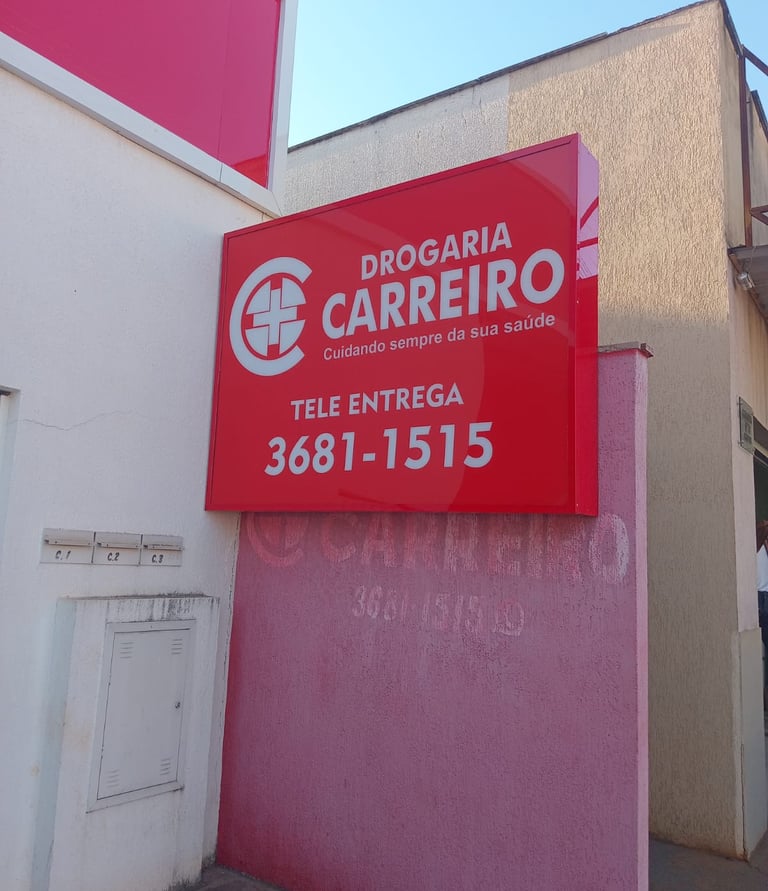 DROGARIA
CARREIRO
Cuidando sempre da sua saúde
TELE ENTREGA
3681-1515
CARREIRO
3681-1515
C.1
C.2
C.3